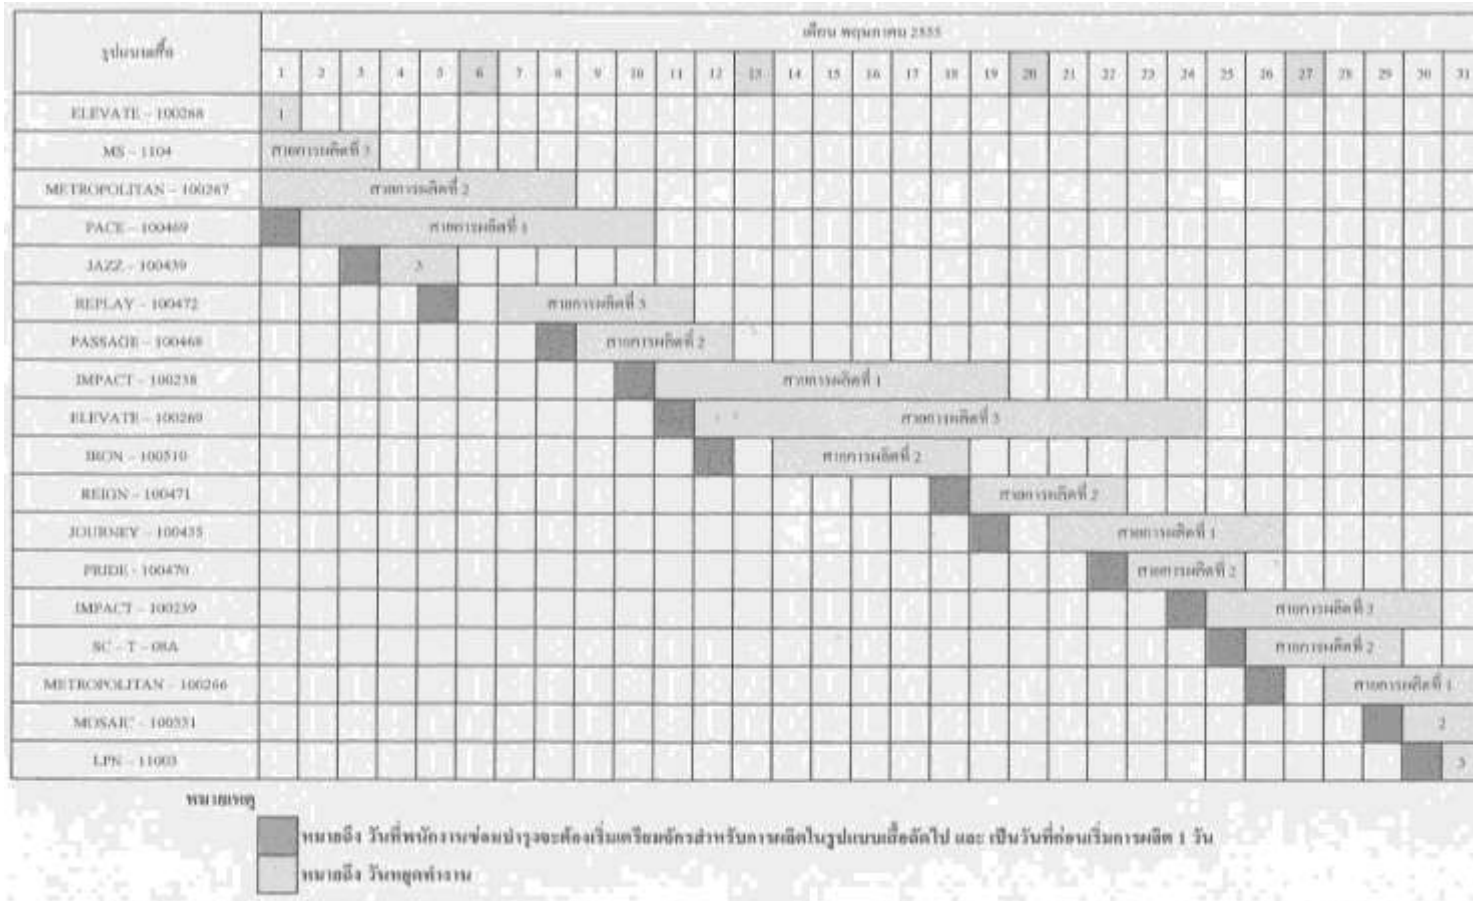 รูปแบบเสื้อ
เดือน พฤษภาคม 2555
1 2 3 4 5 6 7 8 9 10 11 12 13 14 15 16 17 18 19 20 21 22 23 24 25 26 27 28 29 30 31
ELEVATE - 100268 1
MS - 1104 สายการผลิตที่ 3
METROPOLITAN - 100267 สายการผลิตที่ 2
PACE - 100469 สายการผลิตที่ 1
JAZZ - 100439 3
REPLAY - 100472 สายการผลิตที่ 3
PASSAGE - 100468 สายการผลิตที่ 2
IMPACT - 100238 สายการผลิตที่ 1
ELEVATE - 100269 สายการผลิตที่ 3
IRON - 100510 สายการผลิตที่ 2
REIGN - 100471 สายการผลิตที่ 2
JOURNEY - 100435 สายการผลิตที่ 1
PRIDE - 100470 สายการผลิตที่ 2
IMPACT - 100239 สายการผลิตที่ 3
SC - T - 08A สายการผลิตที่ 2
METROPOLITAN - 100266 สายการผลิตที่ 1
MOSAIC - 100331 2
LPN - 11003 3
หมายเหตุ
หมายถึง วันที่พนักงานซ่อมบำรุงจะต้องเริ่มเตรียมจักรสำหรับการผลิตในรูปแบบเสื้อถัดไป และ เป็นวันที่ก่อนเริ่มการผลิต 1 วัน
หมายถึง วันหยุดทำงาน